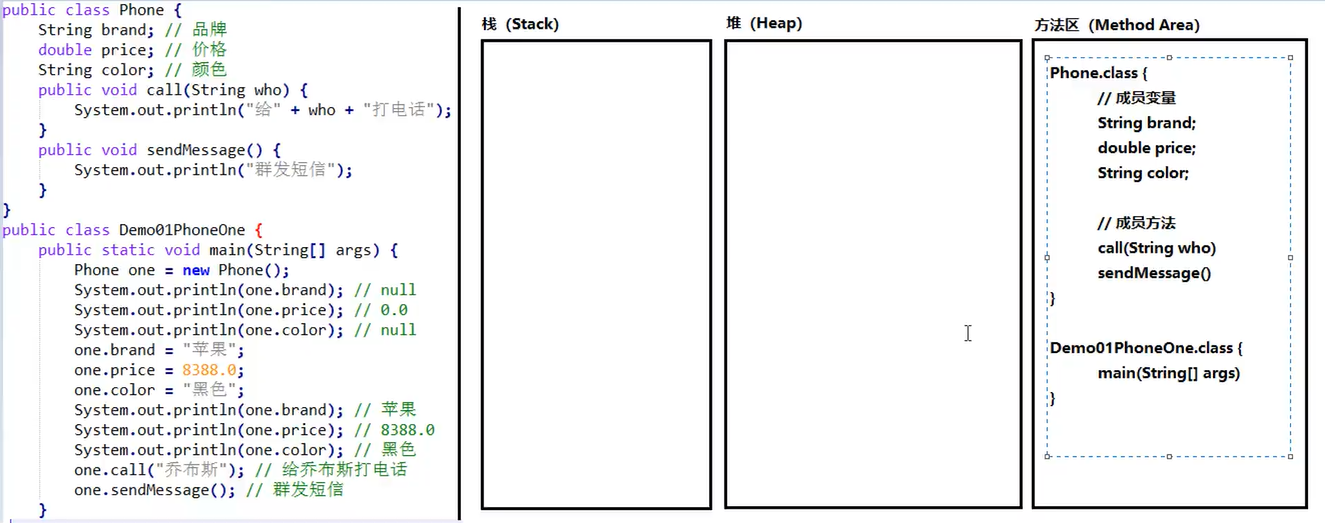 public class Phone {
String brand; // 品牌
double price; // 价格
String color; // 颜色
public void call(String who) {
System.out.println("给" + who + "打电话");
}
public void sendMessage() {
System.out.println("群发短信");
}
}
public class Demo01PhoneOne {
public static void main(String[] args) {
Phone one = new Phone();
System.out.println(one.brand); // null
System.out.println(one.price); // 0.0
System.out.println(one.color); // null
one.brand = "苹果";
one.price = 8388.0;
one.color = "黑色";
System.out.println(one.brand); // 苹果
System.out.println(one.price); // 8388.0
System.out.println(one.color); // 黑色
one.call("乔布斯"); // 给乔布斯打电话
one.sendMessage(); // 群发短信
}
栈（Stack)
堆（Heap)
方法区（Method Area）
Phone.class {
// 成员变量
String brand;
double price;
String color;
// 成员方法
call(String who)
sendMessage()
}
Demo01PhoneOne.class {
main(String[] args)
}